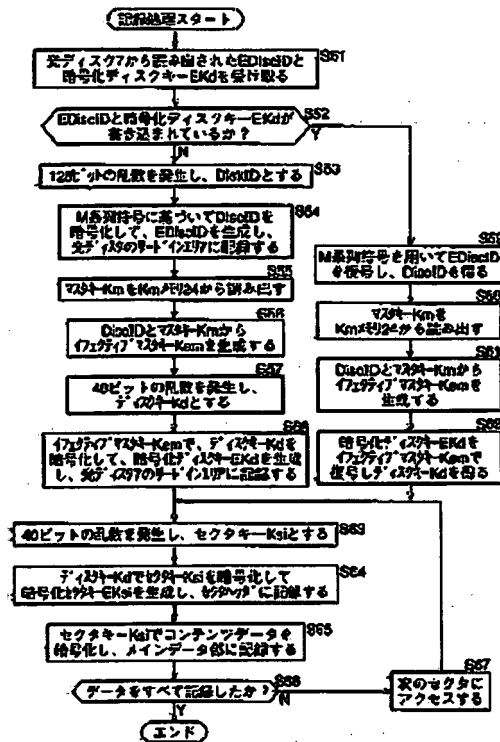 記録処理スタート
S51
光ディスク7から読み出されたEDiscIDと
暗号化ディスクキーEKdを受け取る
S52
EDiscIDと暗号化ディスクキーEKdが
書き込まれているか?
Y
N
S53
128ビットの乱数を発生し、DiskIDとする
S54
M系列符号に基づいてDiscIDを
暗号化して、EDiscIDを生成し、
光ディスクのリードインエリアに記録する
S55
マスタキーKmをKmメモリ24から読み出す
S56
DiscIDとマスタキーKmから
イフェクティブマスタキーKemを生成する
S57
40ビットの乱数を発生し、
ディスクキーKdとする
S58
イフェクティブマスタキーKemで、ディスクキーKdを
暗号化して、暗号化ディスクキーEKdを生成
し、光ディスク7のリードインエリアに記録する
M系列符号を用いてEDiscID
を復号し、DiscIDを得る
S60
マスタキーKmを
Kmメモリ24から読み出す
S61
DiscIDとマスタキーKmから
イフェクティブマスタキーKemを
生成する
暗号化ディスクキーEKdを
イフェクティブマスタキーKemで
復号しディスクキーKdを得る
S63
40ビットの乱数を発生し、セクタキーKsiとする
S64
ディスクキーKdでセクタキーKsiを暗号化して
暗号化セクタキーEKsiを生成し、セクタヘッダに記録する
S65
セクタキーKsiでコンテンツデータを
暗号化し、メインデータ部に記録する
S66
データをすべて記録したか?
N
S67
次のセクタに
アクセスする
Y
エンド